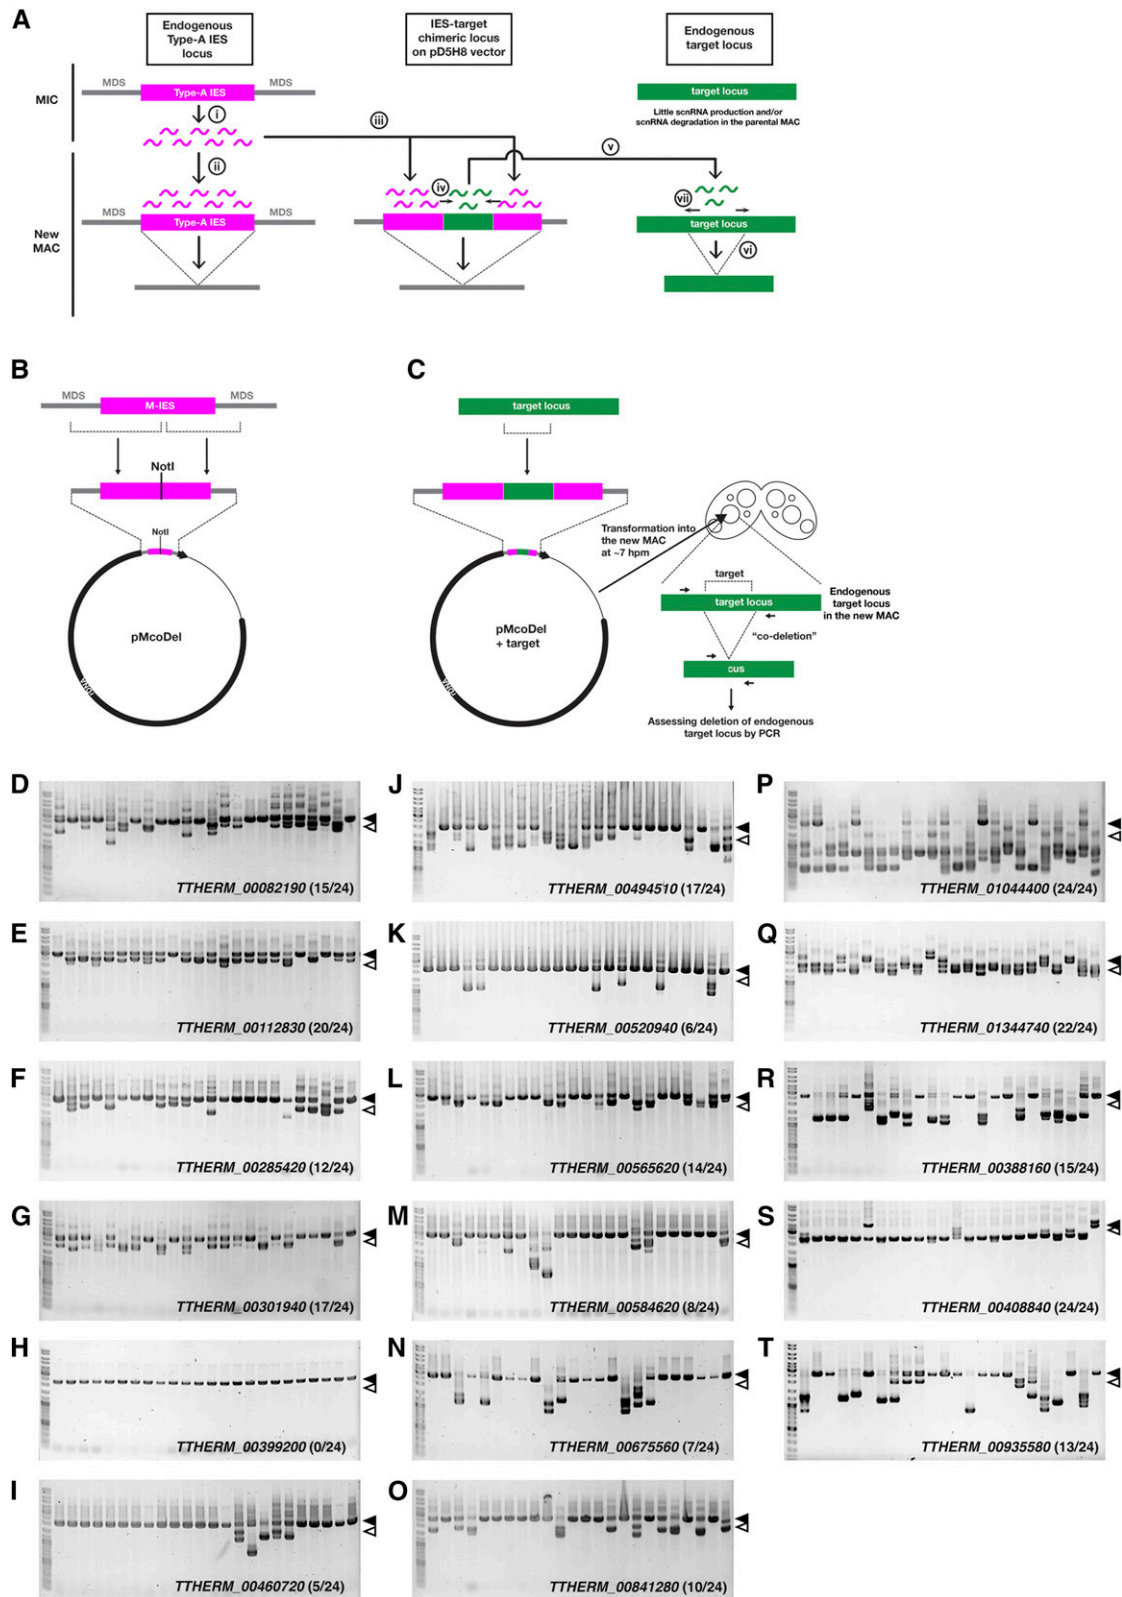 A
Endogenous
Type-A IES
locus
IES-target
chimeric locus
on pD5H8 vector
Endogenous
target locus
MIC
MDS
Type-A IES
MDS
target locus
Little scnRNA production and/or
scnRNA degradation in the parental MAC
i
iii
v
ii
iv
vii
New
MAC
MDS
Type-A IES
MDS
target locus
vi
B
MDS
M-IES
MDS
NotI
NotI
pMcoDel
rDNA
C
target locus
Transformation into
the new MAC
at ~7 hpm
pMcoDel
+ target
target
target locus
Endogenous
target locus
in the new MAC
"co-deletion"
cus
Assessing deletion of endogenous
target locus by PCR
D
TTHERM_00082190 (15/24)
J
TTHERM_00494510 (17/24)
P
TTHERM_01044400 (24/24)
E
TTHERM_00112830 (20/24)
K
TTHERM_00520940 (6/24)
Q
TTHERM_01344740 (22/24)
F
TTHERM_00285420 (12/24)
L
TTHERM_00565620 (14/24)
R
TTHERM_00388160 (15/24)
G
TTHERM_00301940 (17/24)
M
TTHERM_00584620 (8/24)
S
TTHERM_00408840 (24/24)
H
TTHERM_00399200 (0/24)
N
TTHERM_00675560 (7/24)
T
TTHERM_00935580 (13/24)
I
TTHERM_00460720 (5/24)
O
TTHERM_00841280 (10/24)